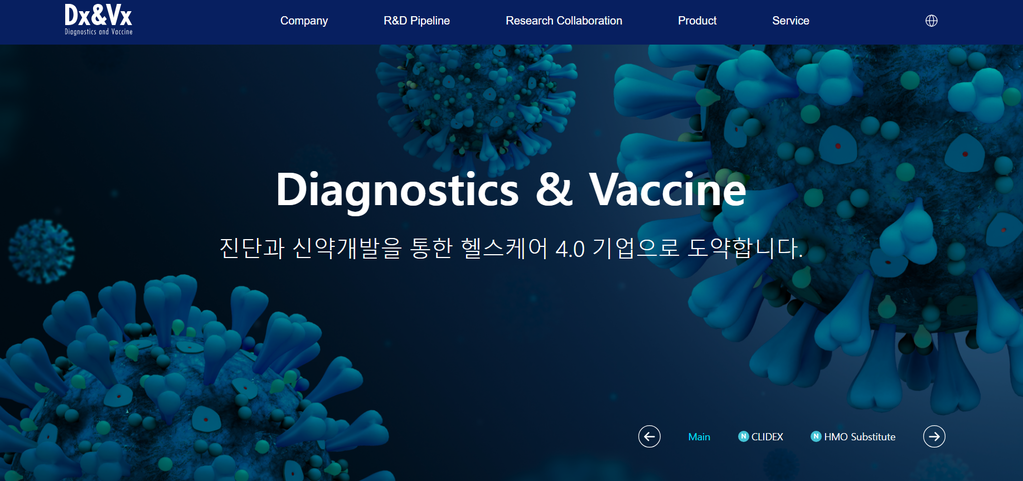 Dx&Vx
Diagnostics and Vaccine
Company R&D Pipeline Research Collaboration Product Service
Diagnostics & Vaccine
진단과 신약개발을 통한 헬스케어 4.0 기업으로 도약합니다.
Main N CLIDEX N HMO Substitute